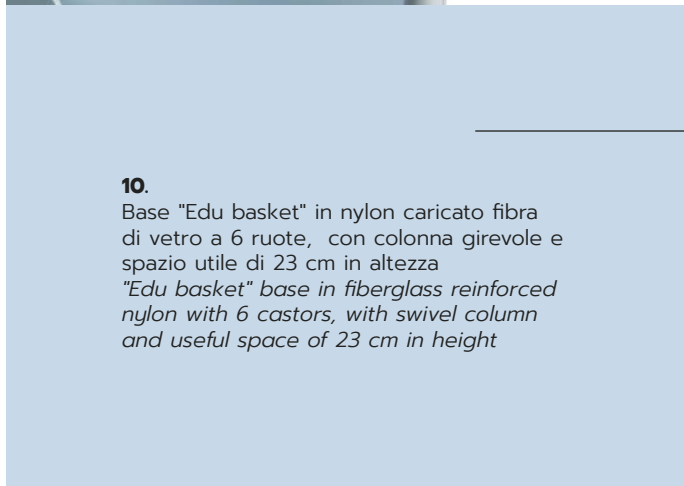 10.
Base "Edu basket" in nylon caricato fibra
di vetro a 6 ruote,  con colonna girevole e
spazio utile di 23 cm in altezza
"Edu basket" base in fiberglass reinforced
nylon with 6 castors, with swivel column
and useful space of 23 cm in height